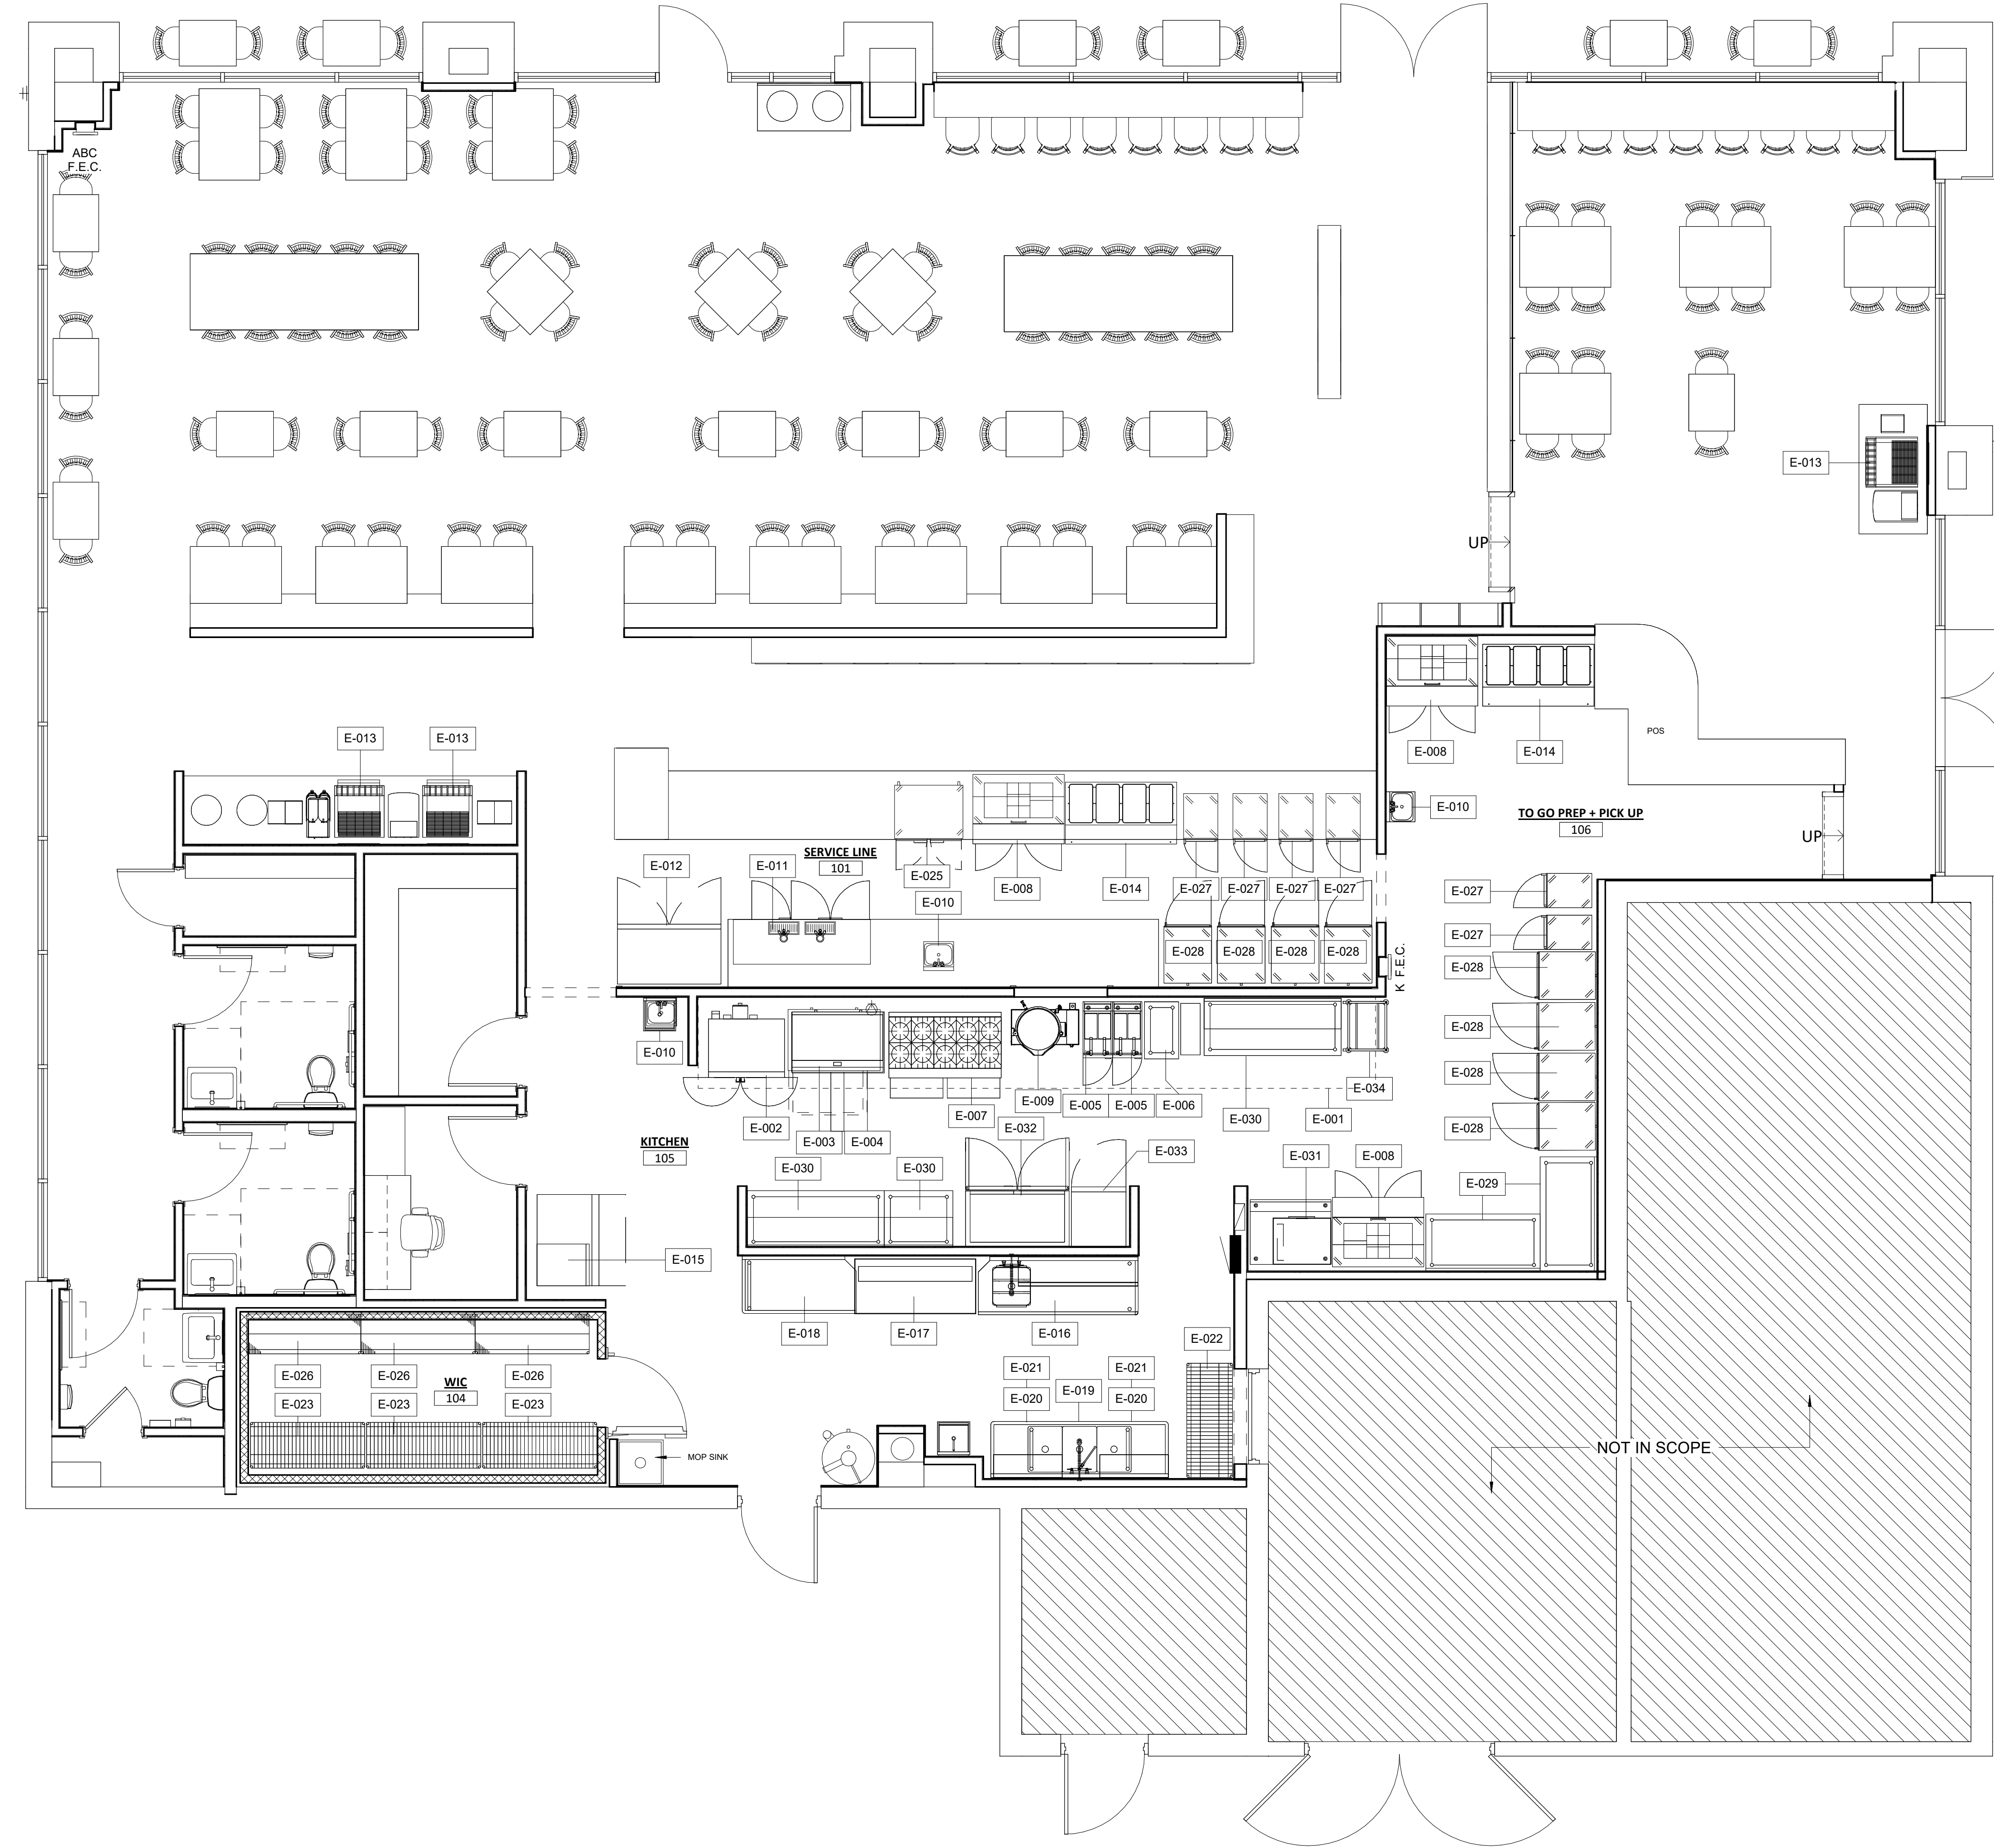 ABC
F.E.C.
E-013
UP
E-008
E-014
POS
E-013
E-013
E-010
TO GO PREP + PICK UP
106
UP
SERVICE LINE
101
E-012
E-011
E-025
E-008
E-014
E-027
E-027
E-027
E-027
E-010
E-028
E-028
E-028
E-028
K F.E.C.
E-027
E-027
E-028
E-028
E-028
E-028
E-010
E-002
E-003
E-004
E-007
E-009
E-005
E-005
E-006
E-030
E-001
E-034
KITCHEN
105
E-032
E-033
E-030
E-030
E-031
E-008
E-029
E-015
E-018
E-017
E-016
E-022
E-026
E-026
E-026
WIC
104
E-023
E-023
E-023
E-021
E-021
E-020
E-019
E-020
MOP SINK
NOT IN SCOPE